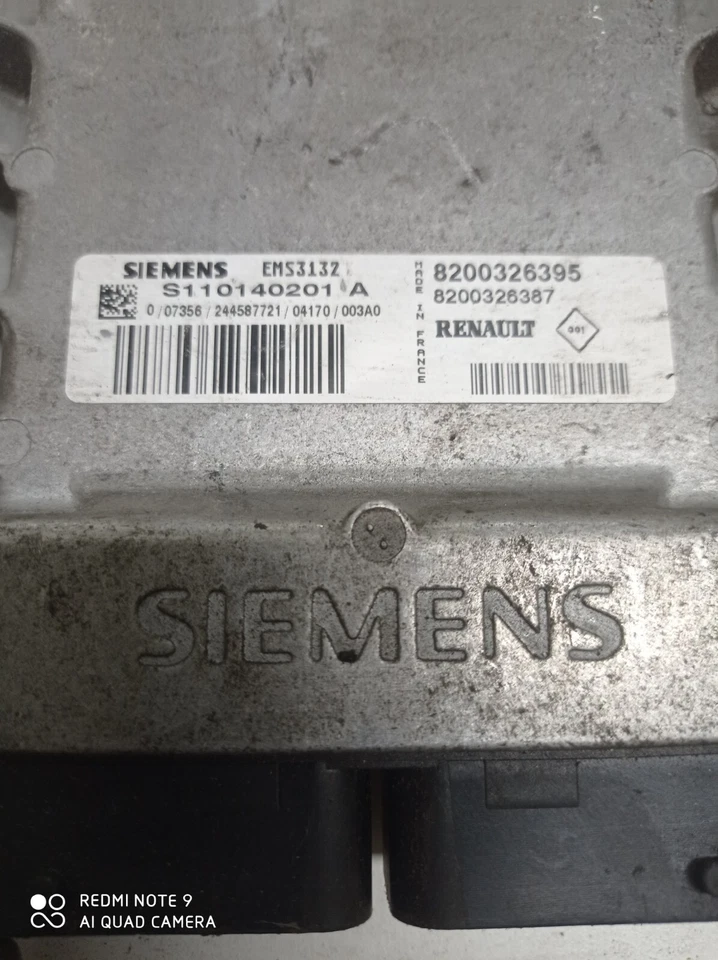 SIEMENS EMS3132
S110140201 A
0 / 07356 / 244587721 / 04170 / 003A0
MADE IN FRANCE
8200326395
8200326387
RENAULT
001
SIEMENS
REDMI NOTE 9
AI QUAD CAMERA